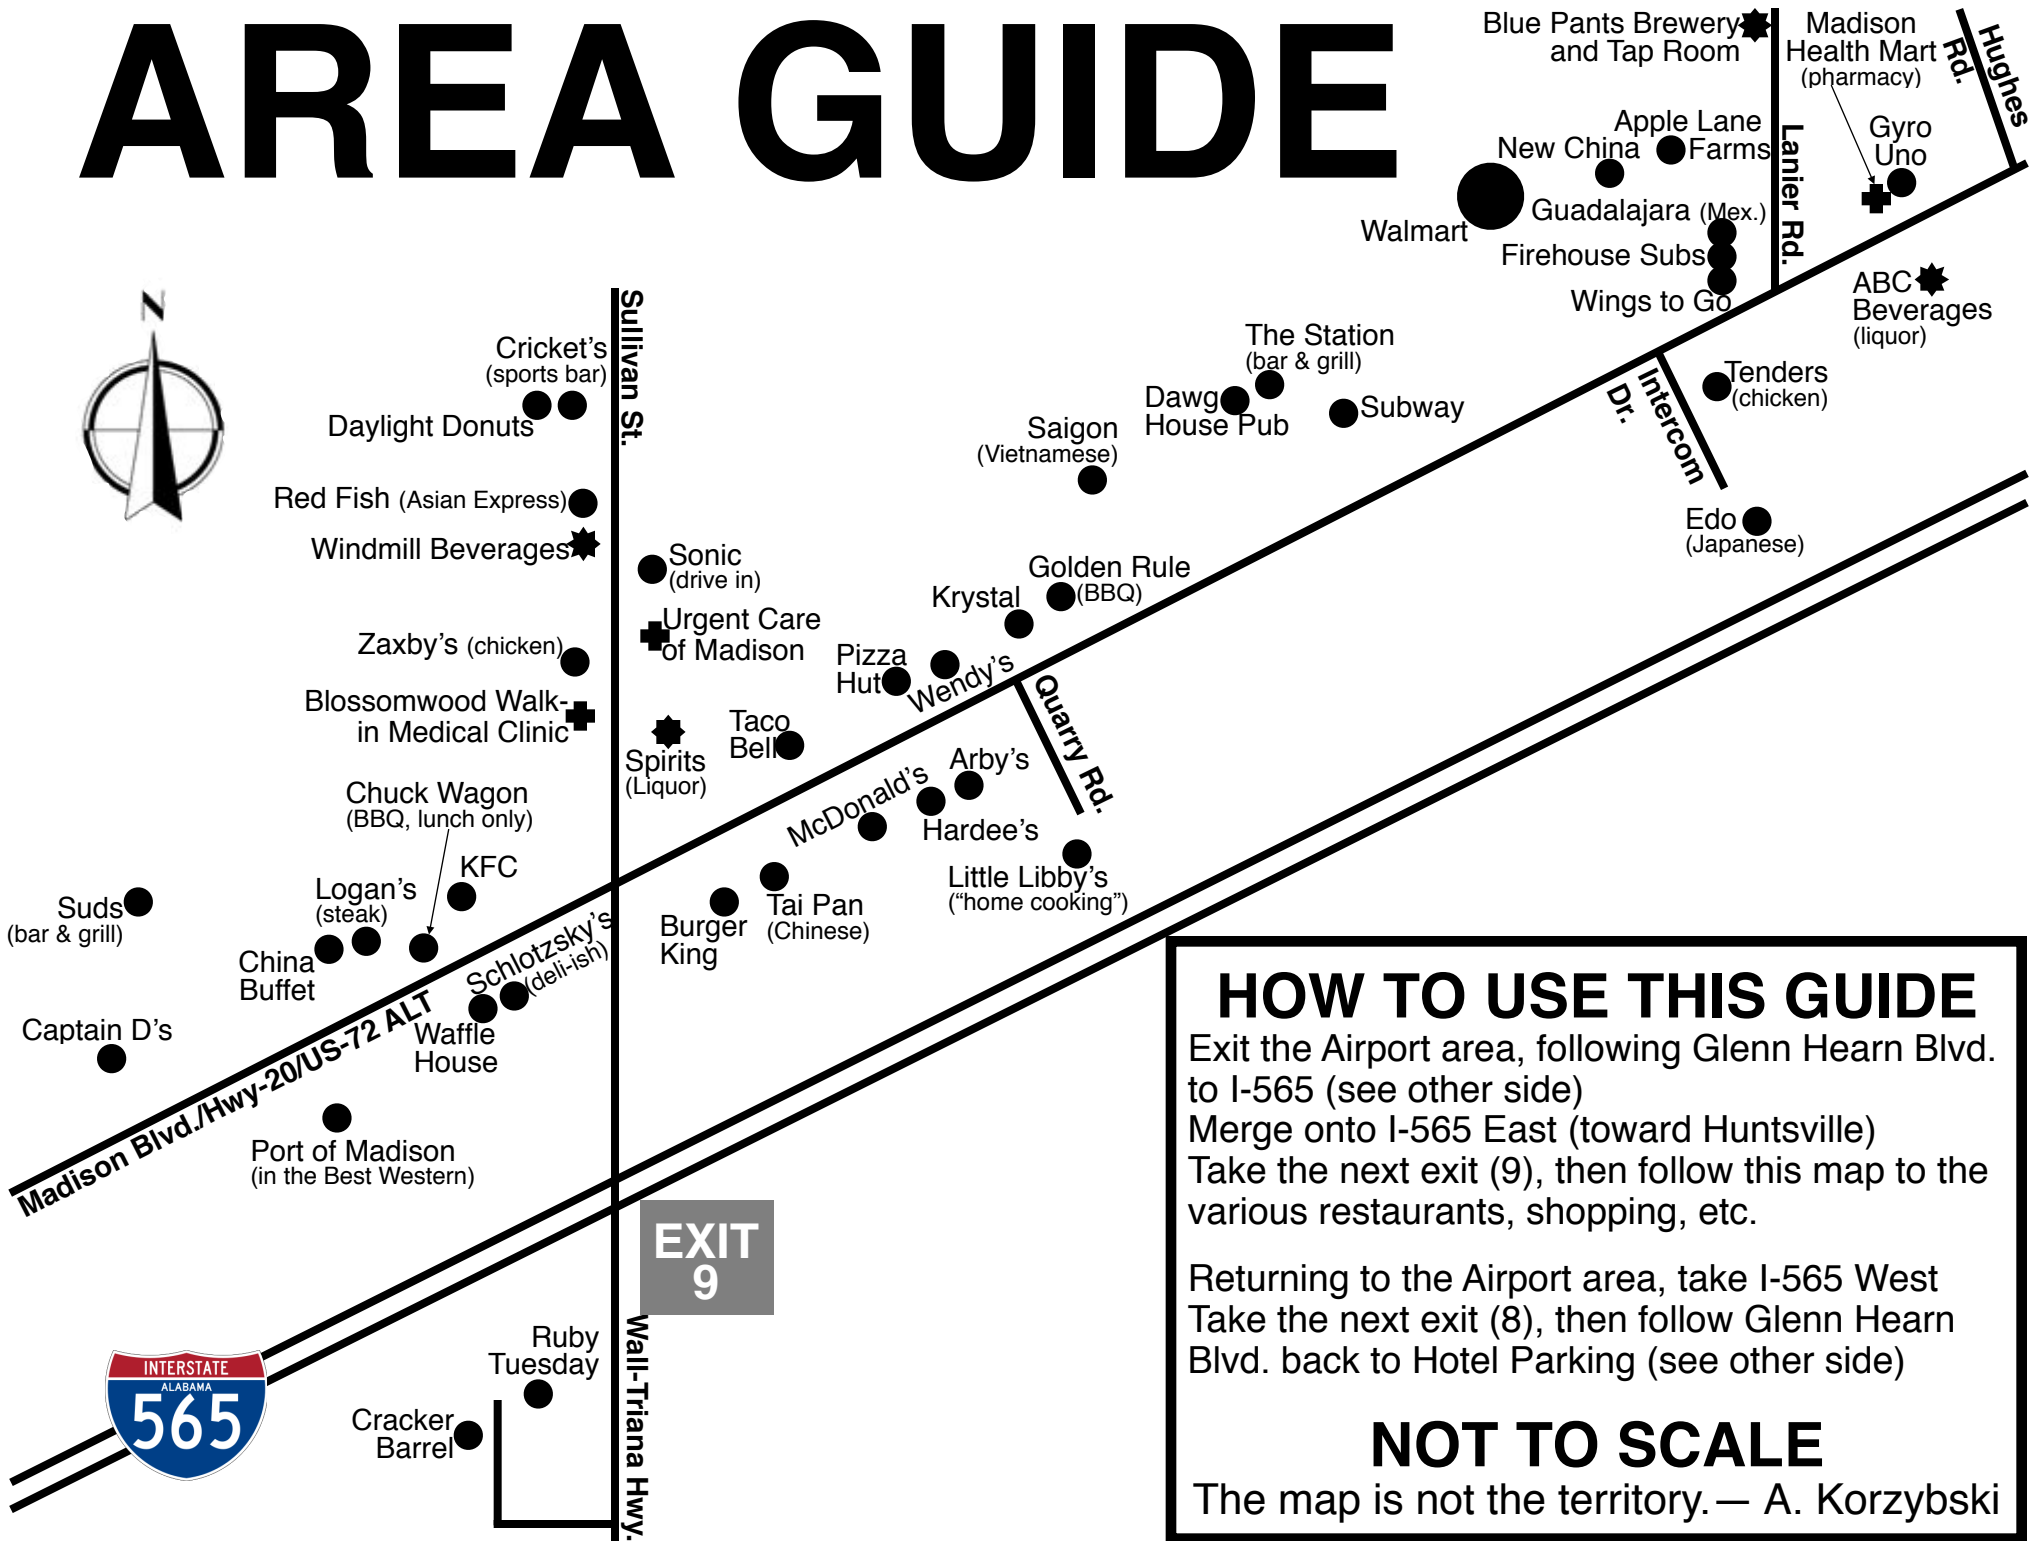 AREA GUIDE
Blue Pants Brewery
and Tap Room
Madison
Health Mart
(pharmacy)
Hughes
Rd.
Apple Lane
Farms
New China
Lanier Rd.
Gyro
Uno
Walmart
Guadalajara (Mex.)
Firehouse Subs
Wings to Go
ABC
Beverages
(liquor)
N
Sullivan St.
Cricket's
(sports bar)
Daylight Donuts
The Station
(bar & grill)
Dawg
House Pub
Subway
Intercom
Dr.
Tenders
(chicken)
Saigon
(Vietnamese)
Red Fish (Asian Express)
Windmill Beverages
Edo
(Japanese)
Sonic
(drive in)
Golden Rule
(BBQ)
Krystal
Urgent Care
of Madison
Zaxby's (chicken)
Pizza
Hut
Wendy's
Quarry Rd.
Blossomwood Walk-
in Medical Clinic
Spirits
(Liquor)
Taco
Bell
Arby's
McDonald's
Hardee's
Chuck Wagon
(BBQ, lunch only)
KFC
Logan's
(steak)
Suds
(bar & grill)
China
Buffet
Schlotzsky's
(deli-ish)
Burger
King
Tai Pan
(Chinese)
Little Libby's
("home cooking")
Captain D's
Waffle
House
Madison Blvd./Hwy-20/US-72 ALT
Port of Madison
(in the Best Western)
EXIT
9
Ruby
Tuesday
Wall-Triana Hwy.
Cracker
Barrel
INTERSTATE
ALABAMA
565
HOW TO USE THIS GUIDE
Exit the Airport area, following Glenn Hearn Blvd.
to I-565 (see other side)
Merge onto I-565 East (toward Huntsville)
Take the next exit (9), then follow this map to the
various restaurants, shopping, etc.
Returning to the Airport area, take I-565 West
Take the next exit (8), then follow Glenn Hearn
Blvd. back to Hotel Parking (see other side)
NOT TO SCALE
The map is not the territory. — A. Korzybski